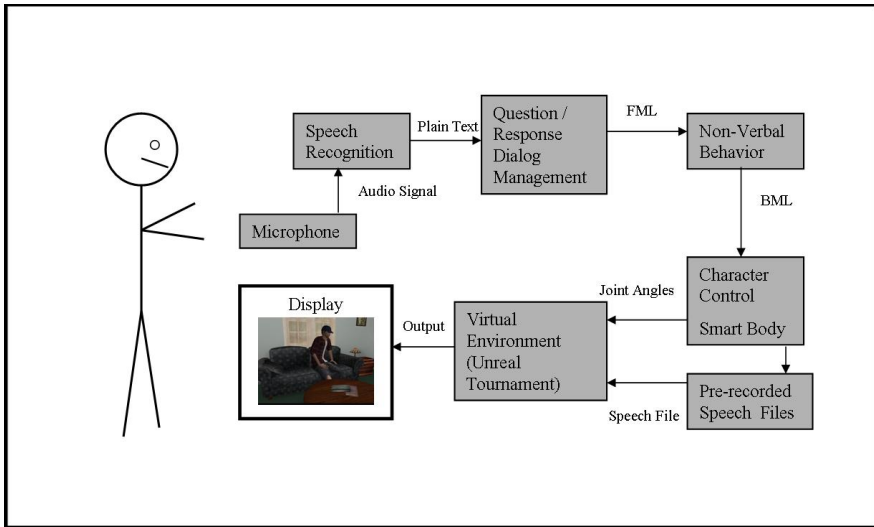 Speech
Recognition
Plain Text
Question /
Response
Dialog
Management
FML
Non-Verbal
Behavior
Audio Signal
Microphone
BML
Character
Control
Smart Body
Joint Angles
Display
Output
Virtual
Environment
(Unreal
Tournament)
Speech File
Pre-recorded
Speech Files